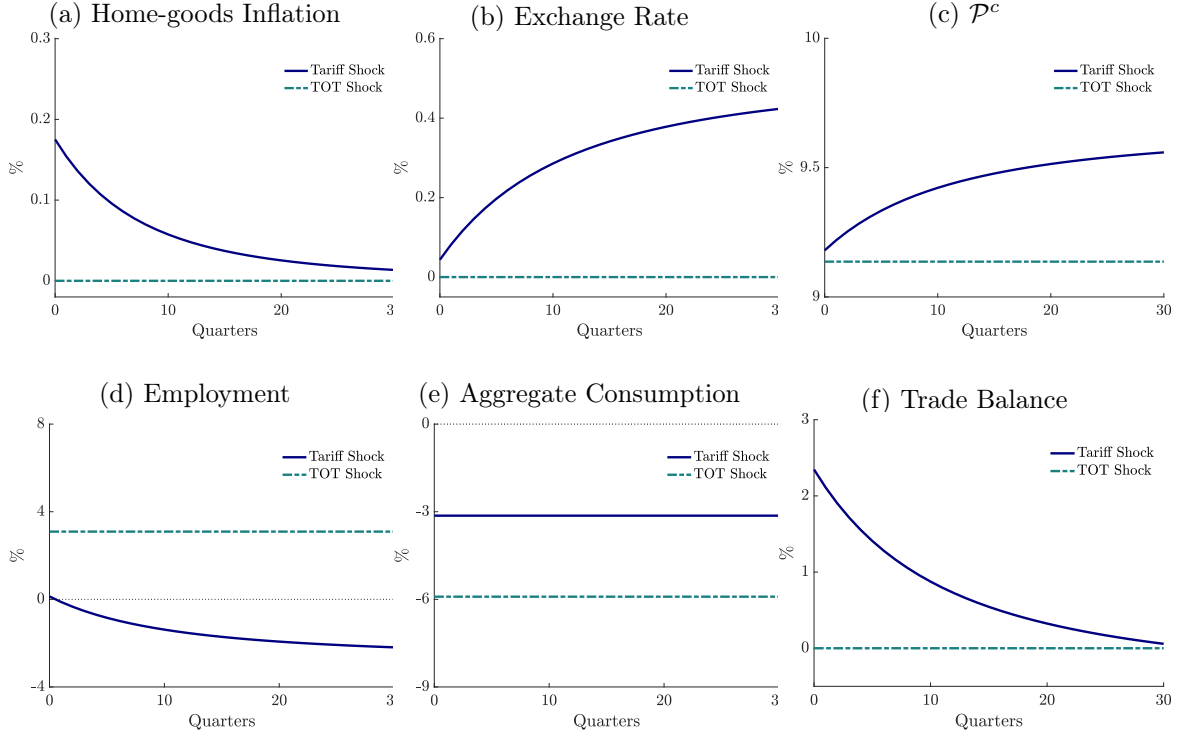 (a) Home-goods Inflation
0.3
0.2
0.1
0
%
0
10
20
3
Quarters
Tariff Shock
TOT Shock
(b) Exchange Rate
0.6
0.4
0.2
0
%
0
10
20
3
Quarters
Tariff Shock
TOT Shock
(c) 𝒫ᶜ
10
9.5
9
%
0
10
20
30
Quarters
Tariff Shock
TOT Shock
(d) Employment
8
4
0
-4
%
0
10
20
3
Quarters
Tariff Shock
TOT Shock
(e) Aggregate Consumption
0
-3
-6
-9
%
0
10
20
3
Quarters
Tariff Shock
TOT Shock
(f) Trade Balance
3
2
1
0
%
0
10
20
30
Quarters
Tariff Shock
TOT Shock